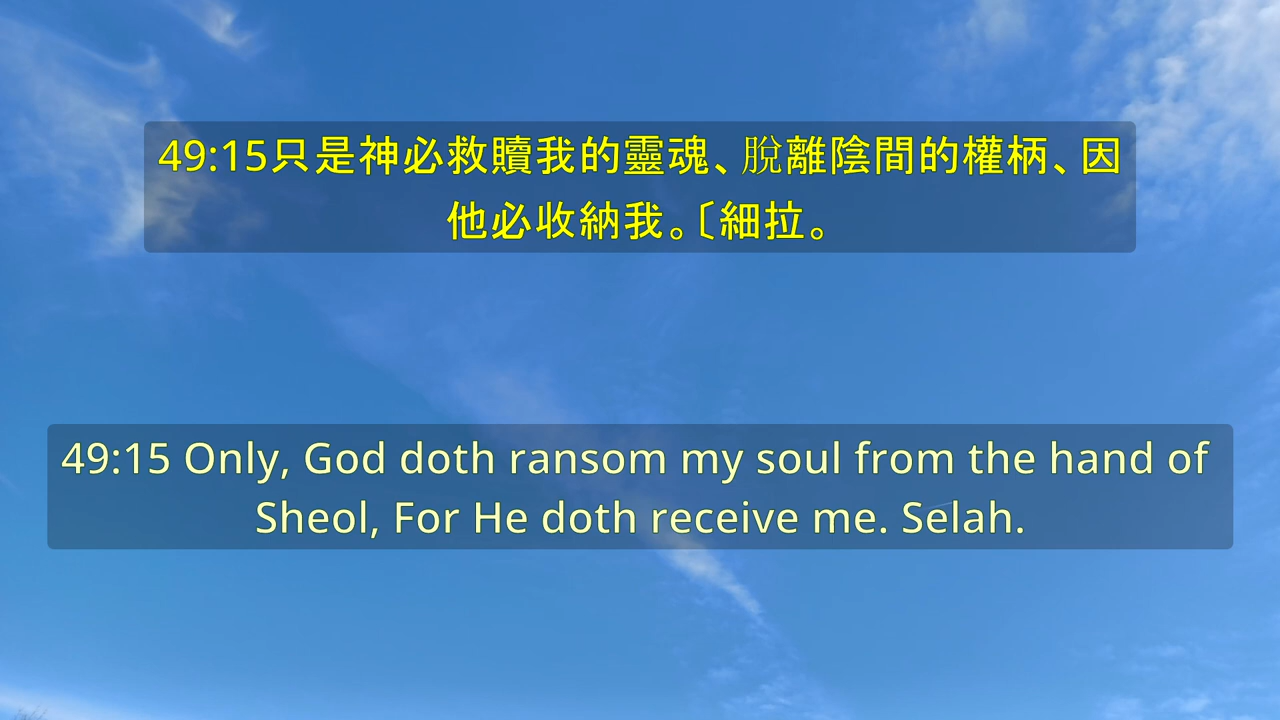 49:15只是神必救贖我的靈魂、脫離陰間的權柄、因
他必收納我。〔細拉。
49:15 Only, God doth ransom my soul from the hand of
Sheol, For He doth receive me. Selah.